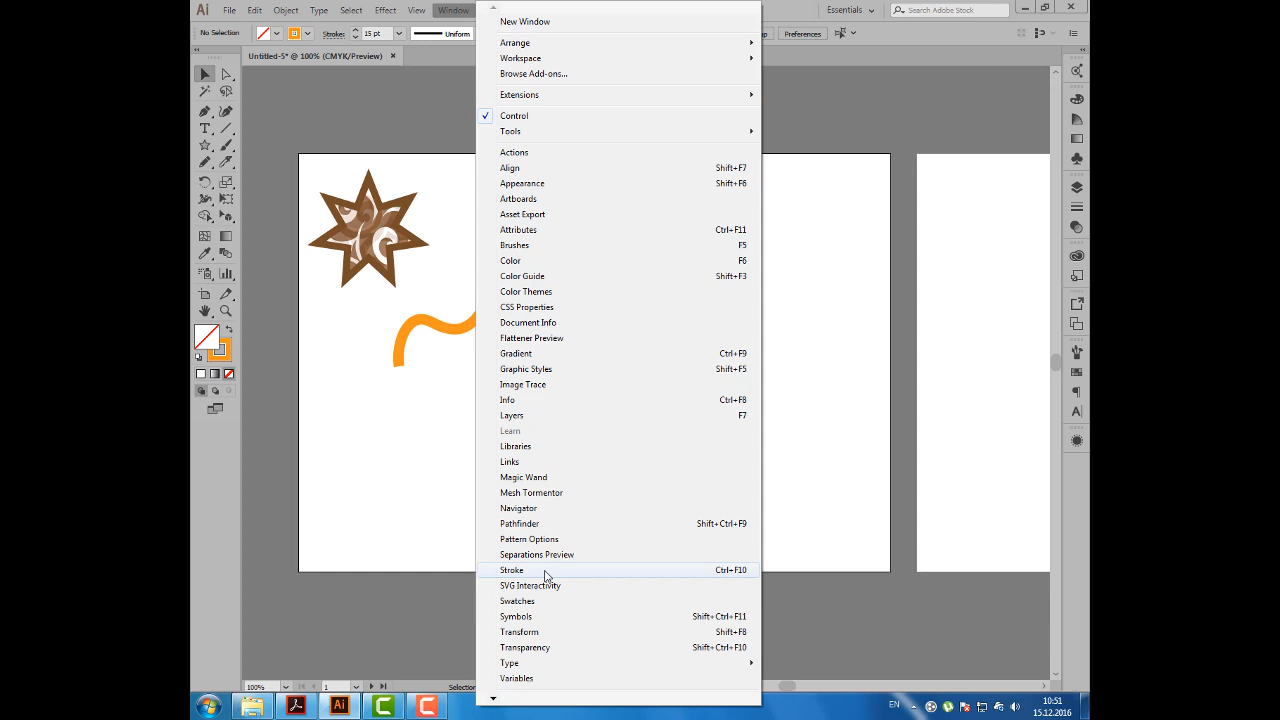 Ai File Edit Object Type Select Effect View Window Essentials Search Adobe Stock
No Selection Strokes 15 pt Uniform Preferences
Untitled-5* @ 100% (CMYK/Preview)
New Window
Arrange
Workspace
Browse Add-ons...
Extensions
Control
Tools
Actions
Align Shift+F7
Appearance Shift+F6
Artboards
Asset Export
Attributes Ctrl+F11
Brushes F5
Color F6
Color Guide Shift+F3
Color Themes
CSS Properties
Document Info
Flattener Preview
Gradient Ctrl+F9
Graphic Styles Shift+F5
Image Trace
Info Ctrl+F8
Layers F7
Learn
Libraries
Links
Magic Wand
Mesh Tormentor
Navigator
Pathfinder Shift+Ctrl+F9
Pattern Options
Separations Preview
Stroke Ctrl+F10
SVG Interactivity
Swatches
Symbols Shift+Ctrl+F11
Transform Shift+F8
Transparency Shift+Ctrl+F10
Type
Variables
100% 1 Selection
Ai EN 10:51
15.12.2016